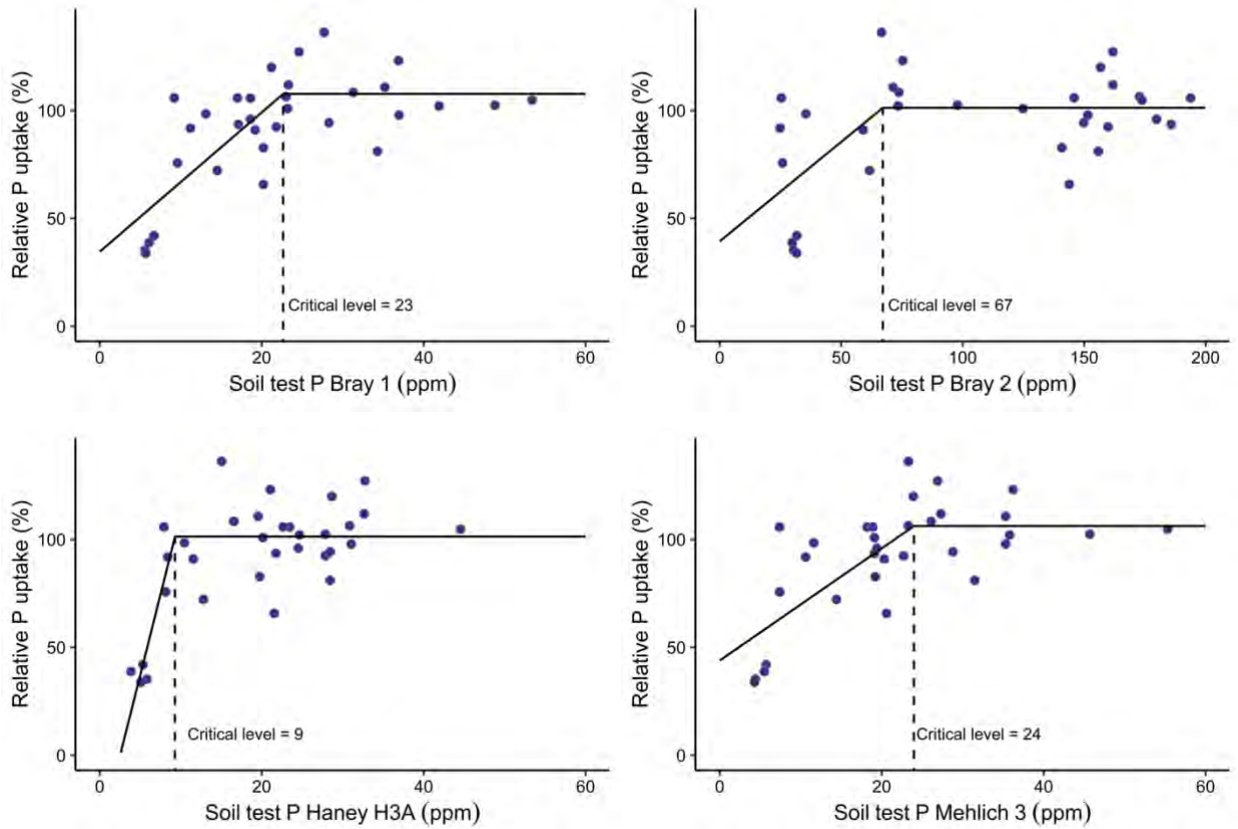 Relative P uptake (%)
100
50
0
Critical level = 23
0 20 40 60
Soil test P Bray 1 (ppm)
Relative P uptake (%)
100
50
0
Critical level = 67
0 50 100 150 200
Soil test P Bray 2 (ppm)
Relative P uptake (%)
100
50
0
Critical level = 9
0 20 40 60
Soil test P Haney H3A (ppm)
Relative P uptake (%)
100
50
0
Critical level = 24
0 20 40 60
Soil test P Mehlich 3 (ppm)